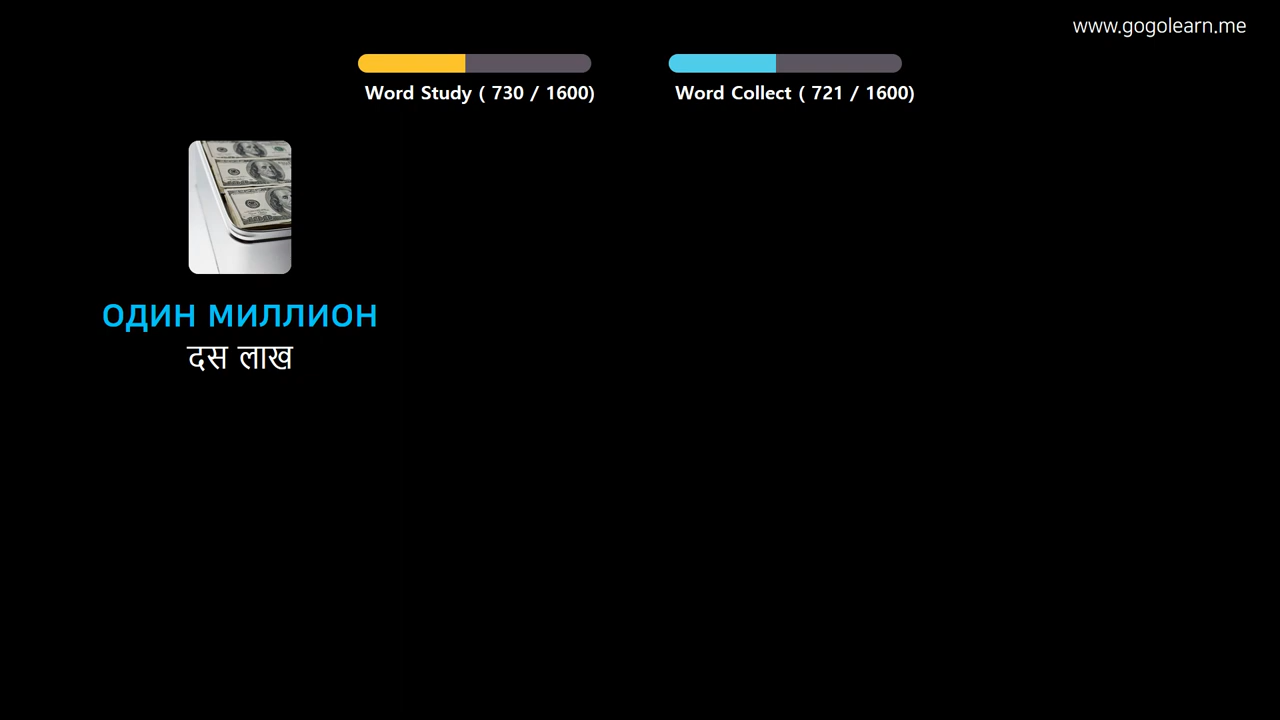 www.gogolearn.me
Word Study ( 730 / 1600)
Word Collect ( 721 / 1600)
один миллион
दस लाख